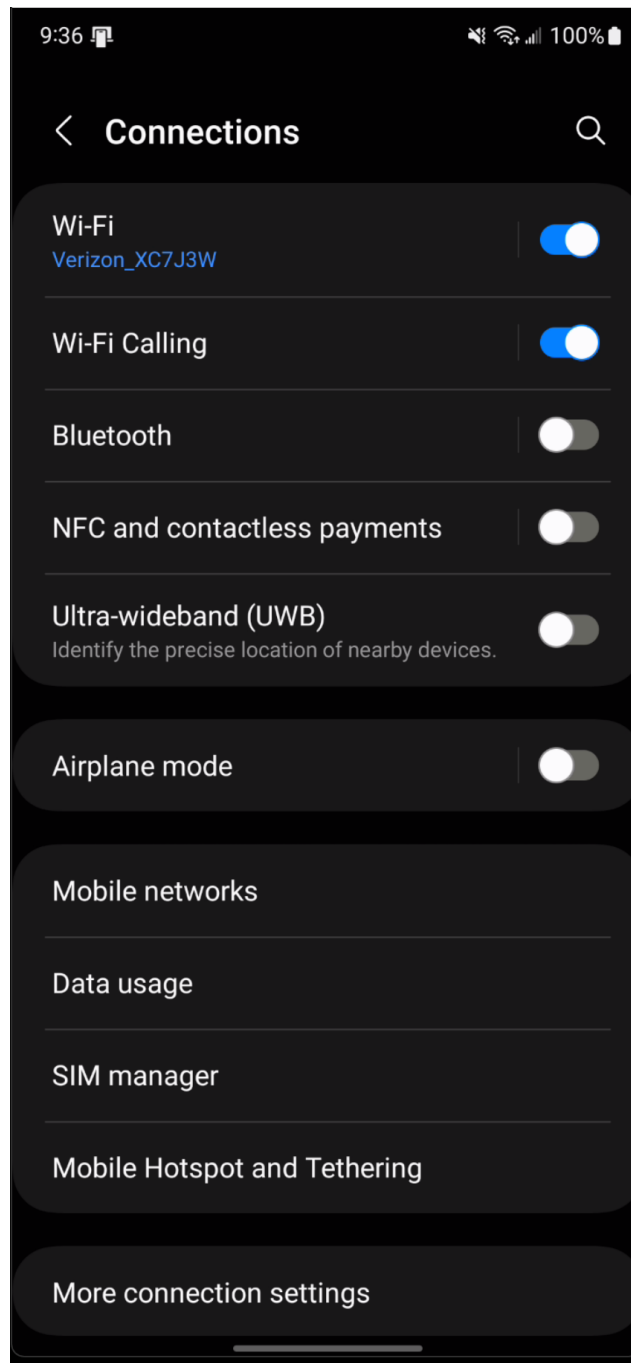 9:36 100%
Connections
Wi-Fi
Verizon_XC7J3W
Wi-Fi Calling
Bluetooth
NFC and contactless payments
Ultra-wideband (UWB)
Identify the precise location of nearby devices.
Airplane mode
Mobile networks
Data usage
SIM manager
Mobile Hotspot and Tethering
More connection settings